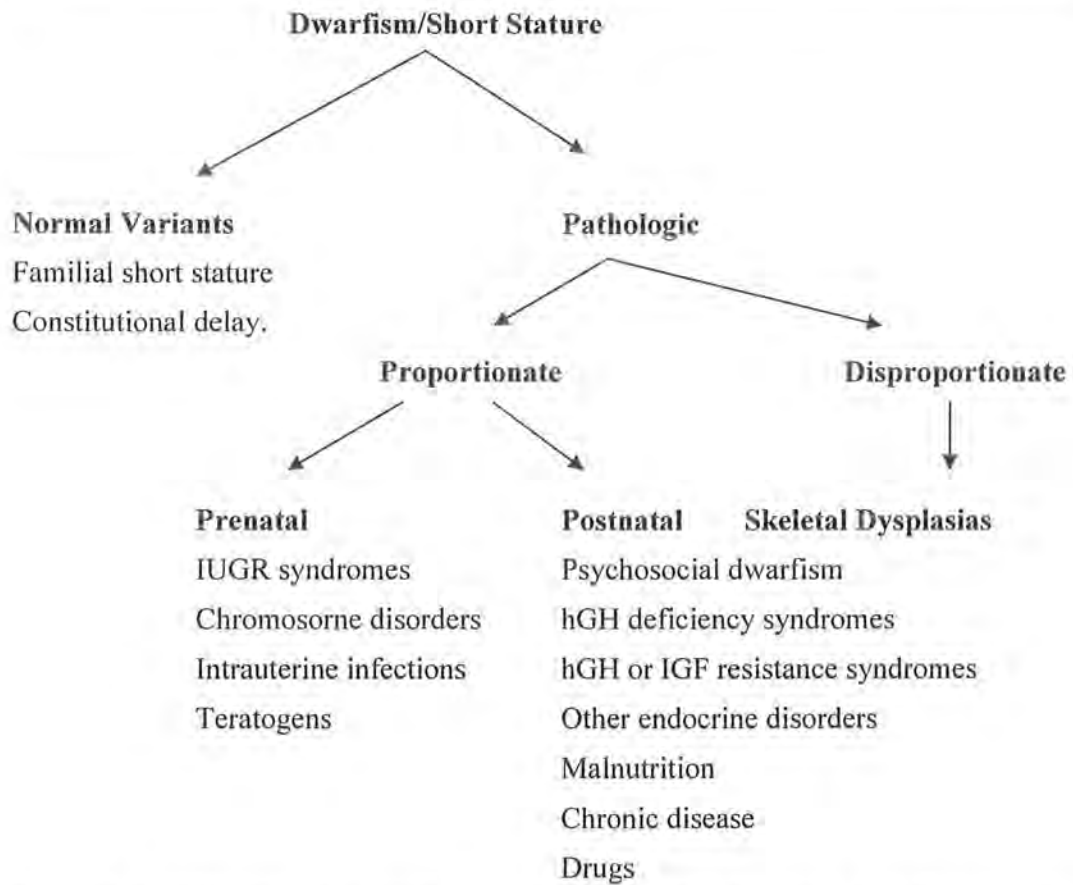 Dwarfism/Short Stature
Normal Variants
Familial short stature
Constitutional delay.
Pathologic
Proportionate
Disproportionate
Prenatal
IUGR syndromes
Chromosorne disorders
Intrauterine infections
Teratogens
Postnatal
Psychosocial dwarfism
hGH deficiency syndromes
hGH or IGF resistance syndromes
Other endocrine disorders
Malnutrition
Chronic disease
Drugs
Skeletal Dysplasias